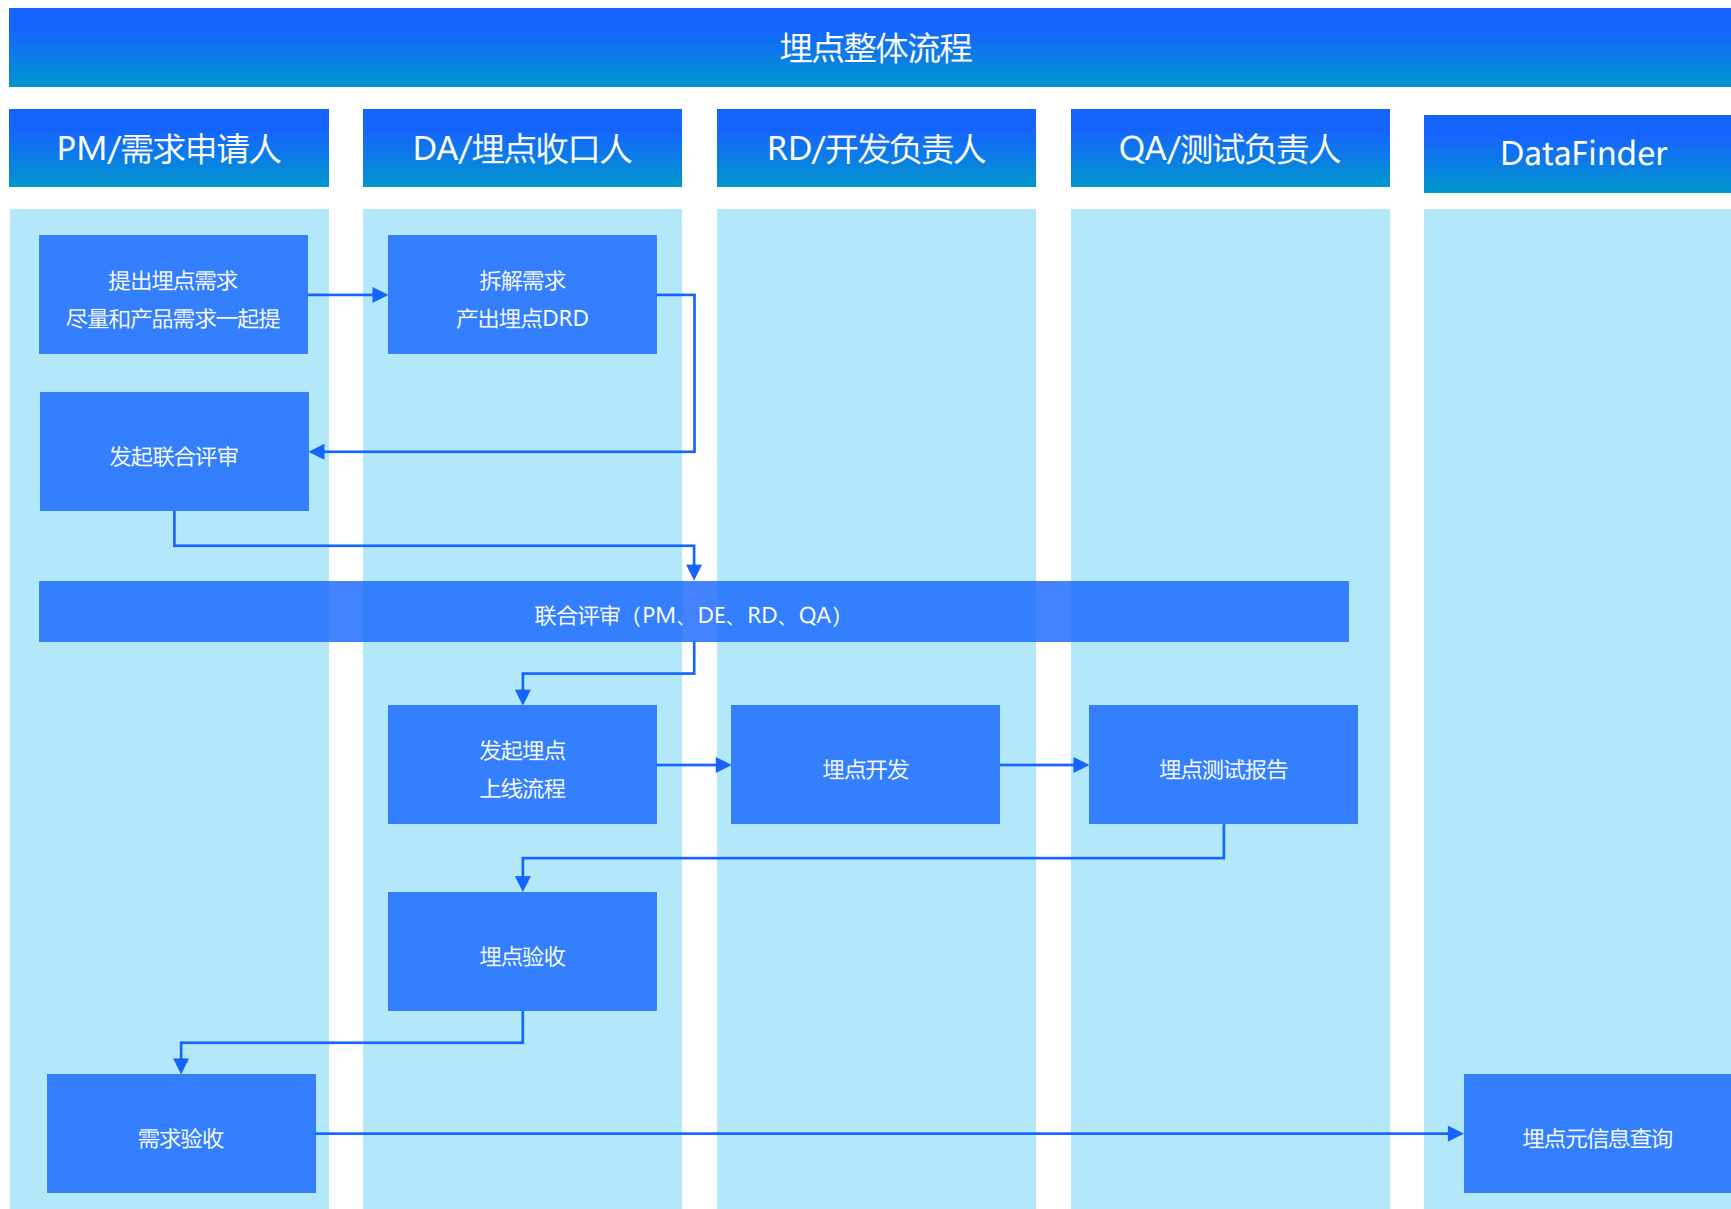 埋点整体流程
PM/需求申请人
DA/埋点收口人
RD/开发负责人
QA/测试负责人
DataFinder
提出埋点需求
尽量和产品需求一起提
拆解需求
产出埋点DRD
发起联合评审
联合评审（PM、DE、RD、QA）
发起埋点
上线流程
埋点开发
埋点测试报告
埋点验收
需求验收
埋点元信息查询